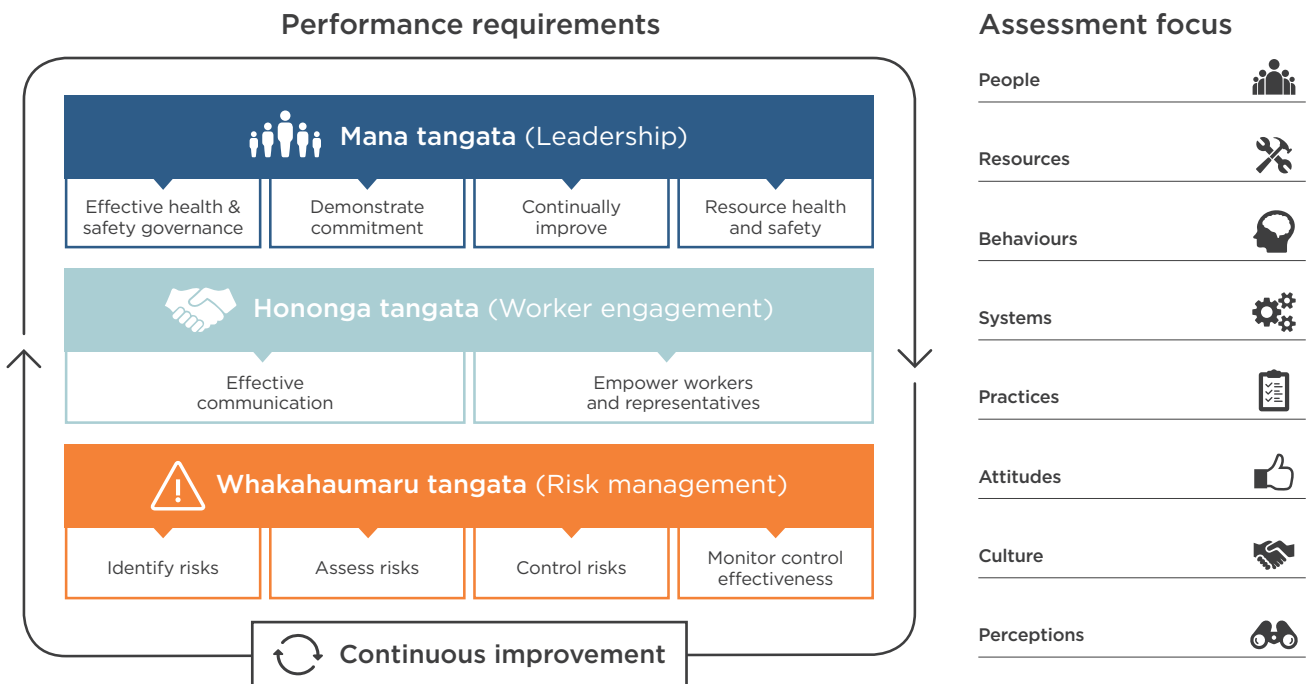 Performance requirements
Mana tangata (Leadership)
Effective health &
safety governance
Demonstrate
commitment
Continually
improve
Resource health
and safety
Hononga tangata (Worker engagement)
Effective
communication
Empower workers
and representatives
Whakahaumaru tangata (Risk management)
Identify risks
Assess risks
Control risks
Monitor control
effectiveness
Continuous improvement
Assessment focus
People
Resources
Behaviours
Systems
Practices
Attitudes
Culture
Perceptions